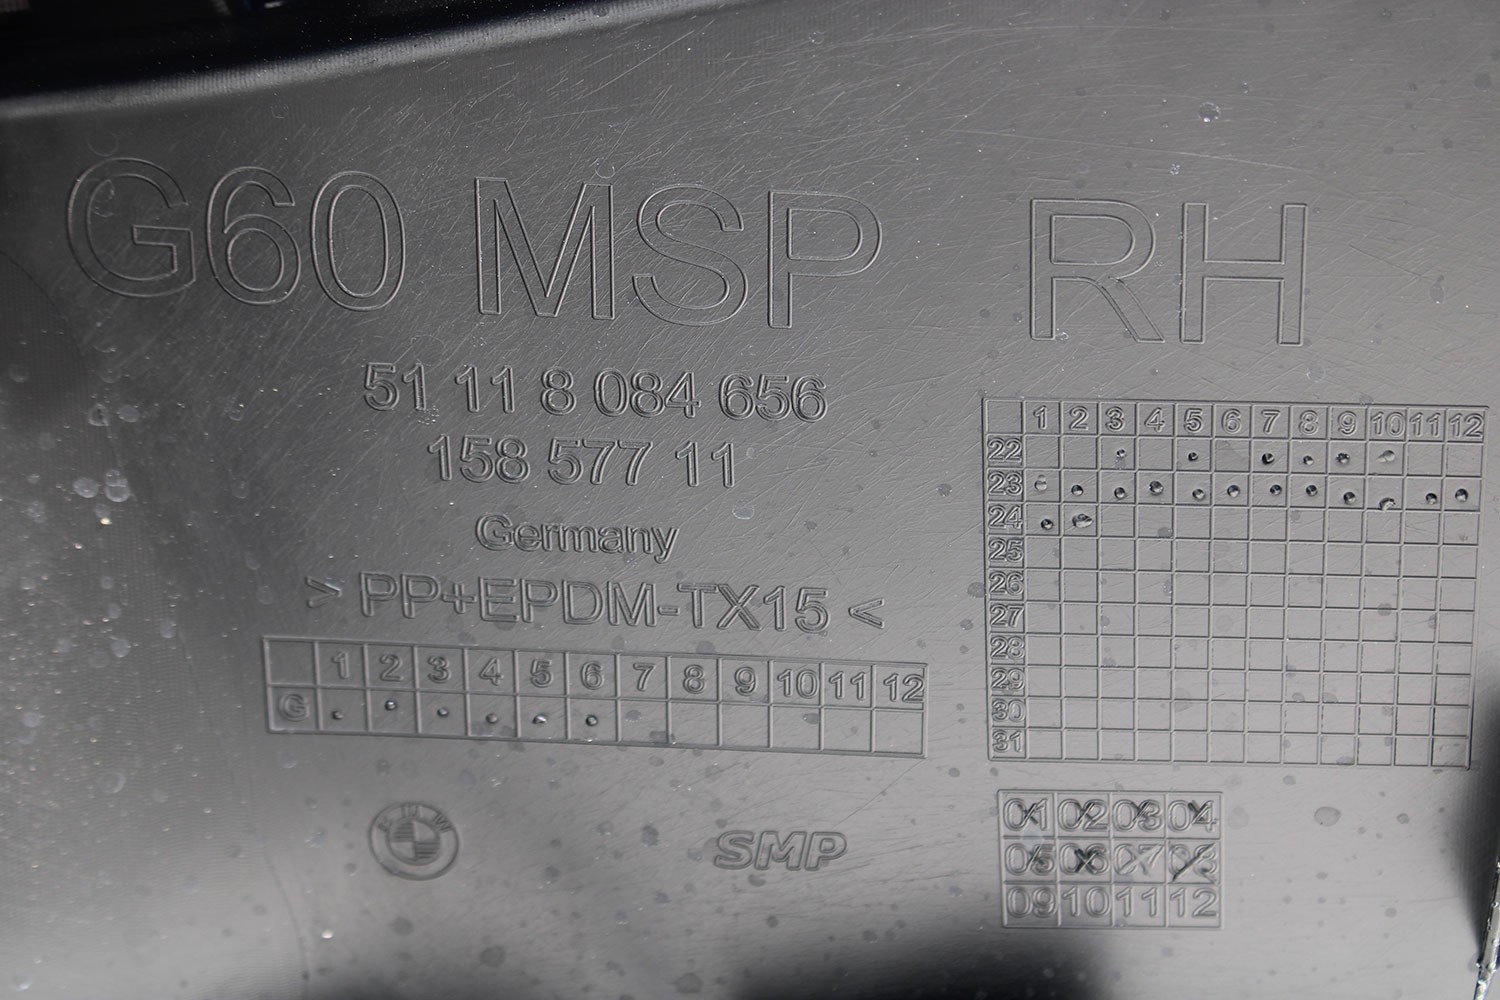 G60 MSP RH
51 11 8 084 656
158 577 11
Germany
> PP+EPDM-TX15 <
1 2 3 4 5 6 7 8 9 10 11 12
G
BMW
SMP
1 2 3 4 5 6 7 8 9 10 11 12
22
23
24
25
26
27
28
29
30
31
01 02 03 04
05 06 07 08
09 10 11 12